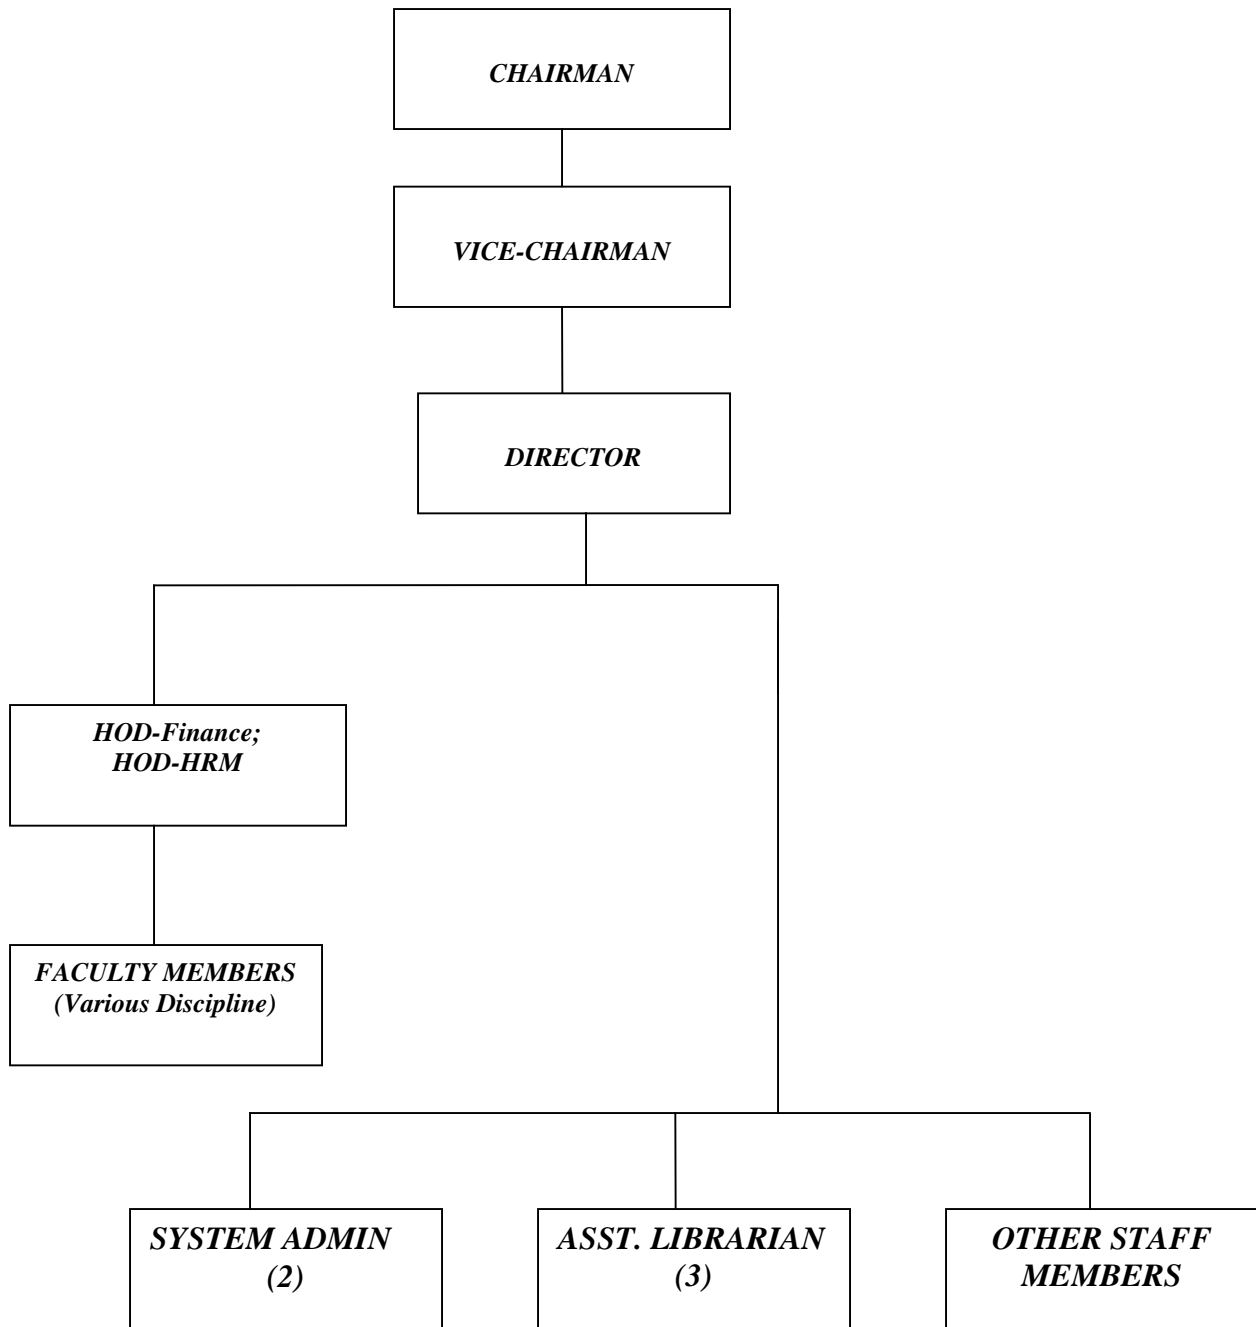 CHAIRMAN
VICE-CHAIRMAN
DIRECTOR
HOD-Finance;
HOD-HRM
FACULTY MEMBERS
(Various Discipline)
SYSTEM ADMIN
(2)
ASST. LIBRARIAN
(3)
OTHER STAFF
MEMBERS